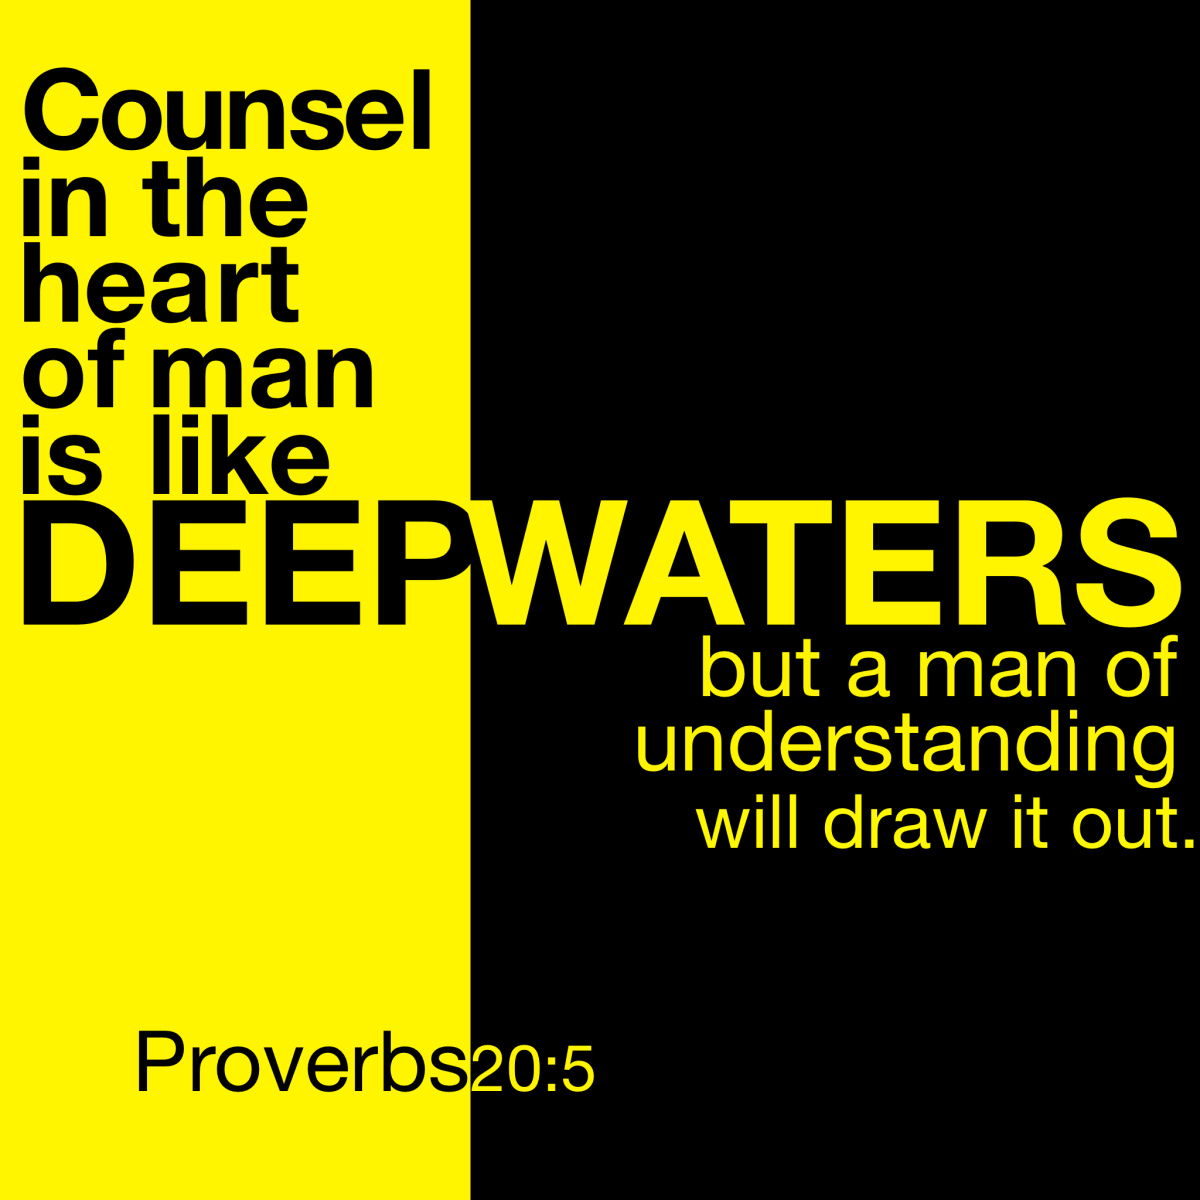 Counsel
in the
heart
of man
is like
DEEPWATERS
but a man of
understanding
will draw it out.
Proverbs20:5